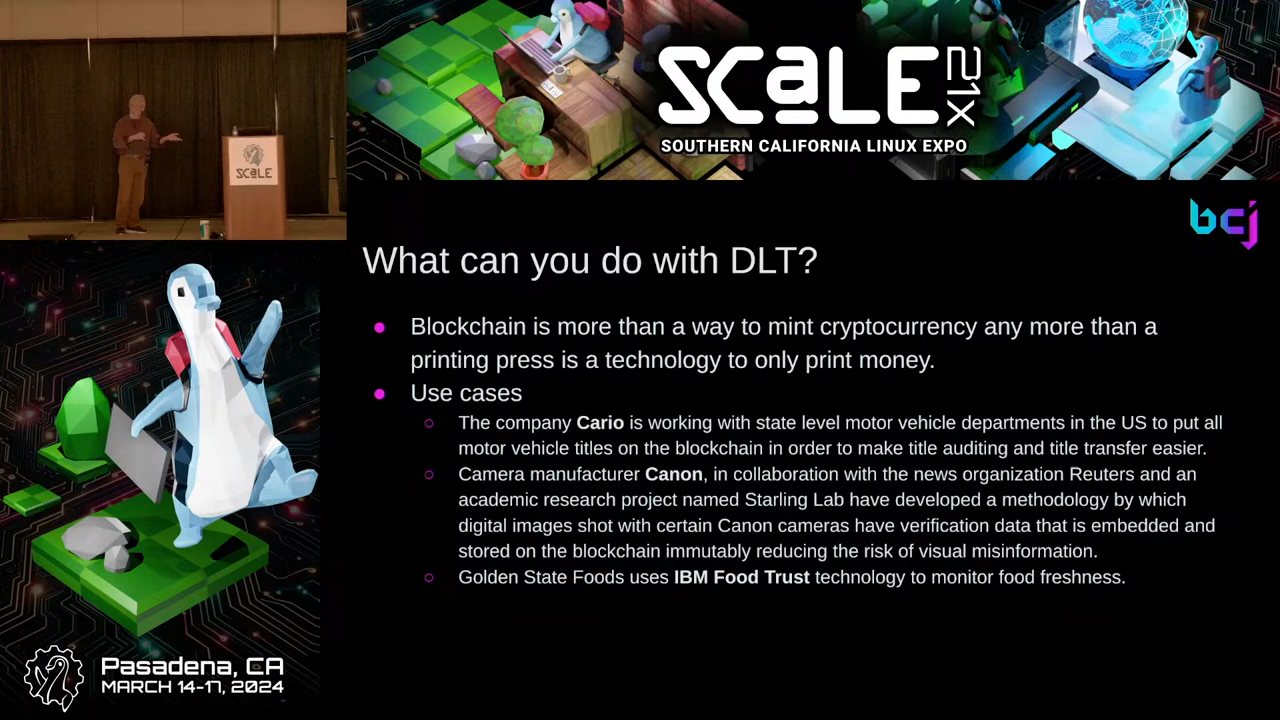 SCaLE 21x
SOUTHERN CALIFORNIA LINUX EXPO
SCaLE
bcj
What can you do with DLT?
Blockchain is more than a way to mint cryptocurrency any more than a
printing press is a technology to only print money.
Use cases
The company Cario is working with state level motor vehicle departments in the US to put all
motor vehicle titles on the blockchain in order to make title auditing and title transfer easier.
Camera manufacturer Canon, in collaboration with the news organization Reuters and an
academic research project named Starling Lab have developed a methodology by which
digital images shot with certain Canon cameras have verification data that is embedded and
stored on the blockchain immutably reducing the risk of visual misinformation.
Golden State Foods uses IBM Food Trust technology to monitor food freshness.
Pasadena, CA
MARCH 14-17, 2024